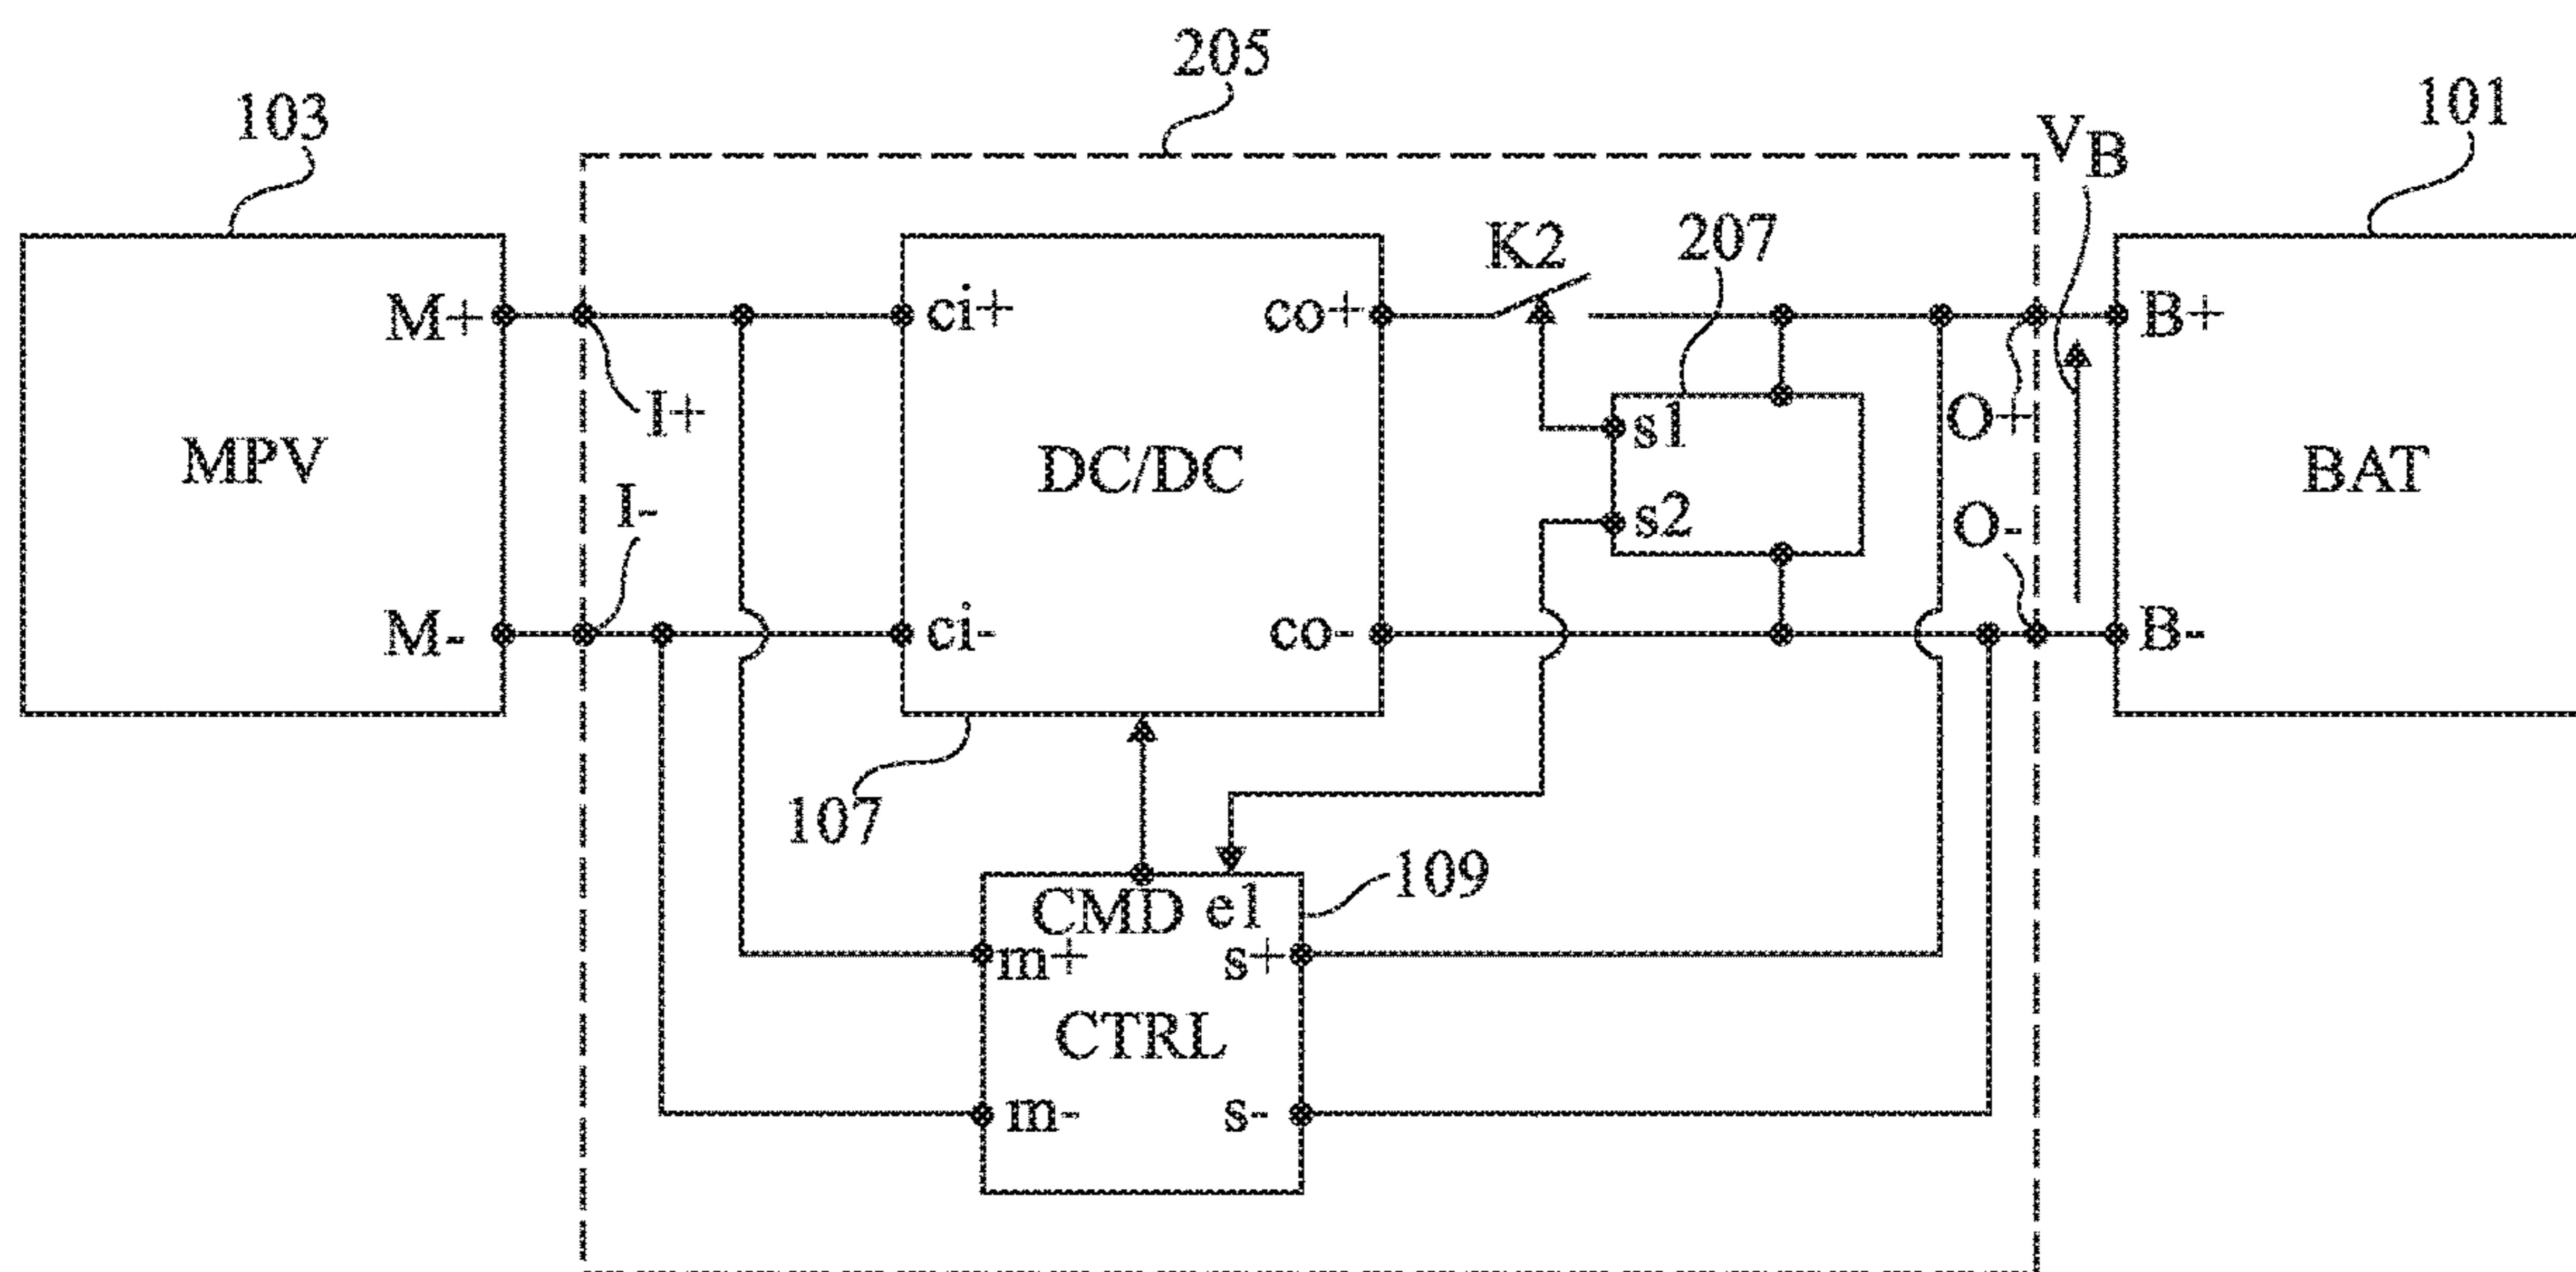 205
103
101
VB
K2
207
M+
ci+
co+
B+
I+
s1
O+
MPV
DC/DC
BAT
I-
s2
O-
M-
ci-
co-
B-
107
109
CMD
e1
m+
s+
CTRL
m-
s-